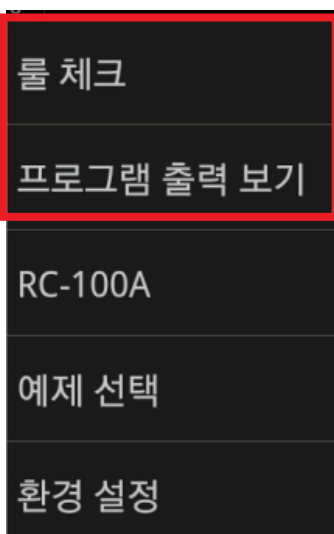 룰 체크
프로그램 출력 보기
RC-100A
예제 선택
환경 설정